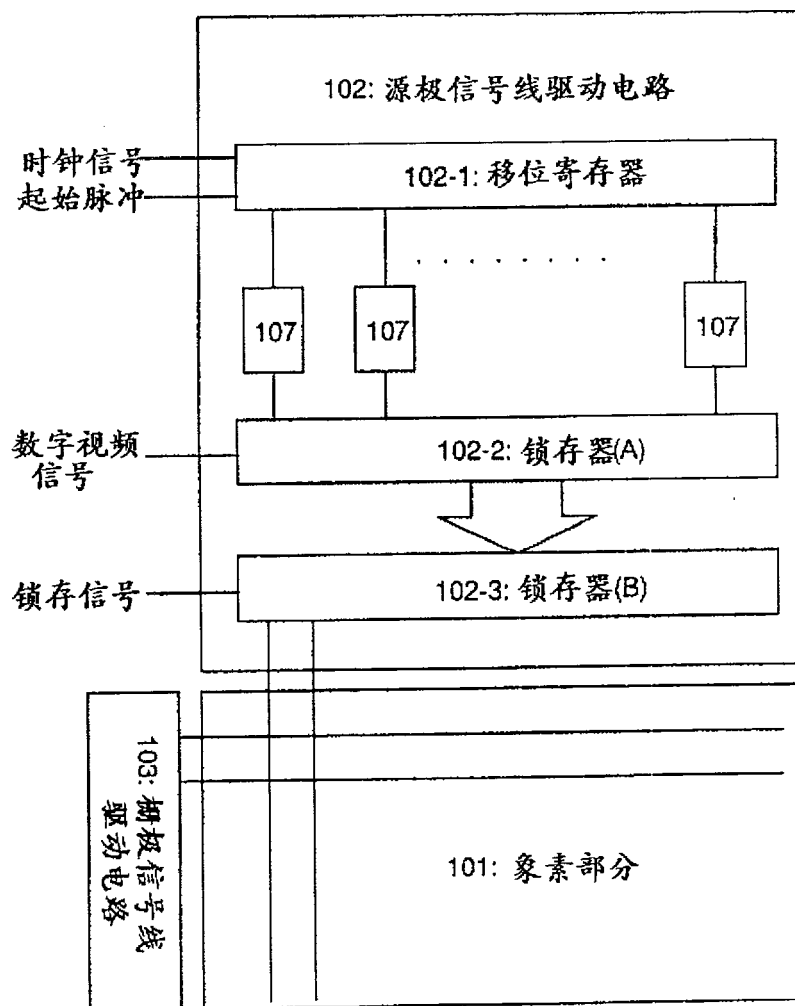 102: 源极信号线驱动电路
时钟信号
起始脉冲
102-1: 移位寄存器
107
107
107
数字视频
信号
102-2: 锁存器(A)
锁存信号
102-3: 锁存器(B)
103: 栅极信号线
驱动电路
101: 象素部分